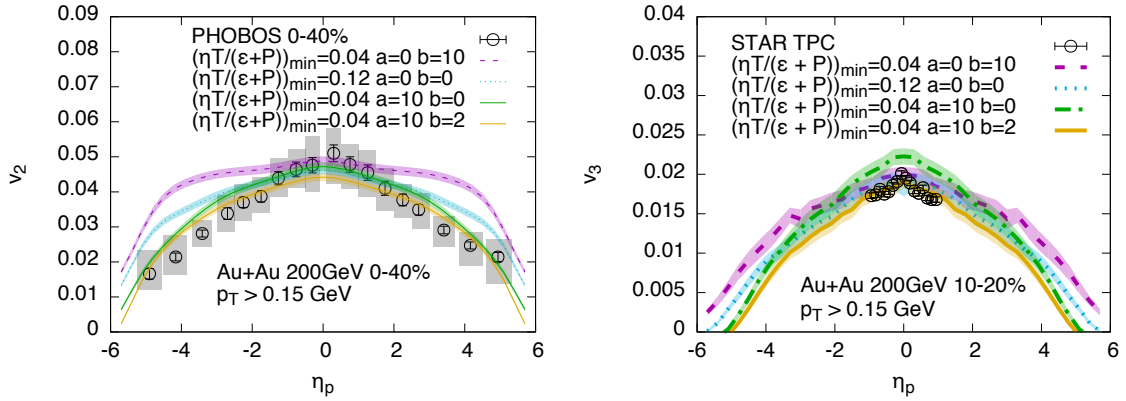 0.09
0.08
0.07
0.06
0.05
0.04
0.03
0.02
0.01
0
v2
PHOBOS 0-40%
(ηT/(ε+P))min=0.04 a=0 b=10
(ηT/(ε+P))min=0.12 a=0 b=0
(ηT/(ε+P))min=0.04 a=10 b=0
(ηT/(ε+P))min=0.04 a=10 b=2
Au+Au 200GeV 0-40%
pT > 0.15 GeV
-6 -4 -2 0 2 4 6
ηp
0.04
0.035
0.03
0.025
0.02
0.015
0.01
0.005
0
v3
STAR TPC
(ηT/(ε + P))min=0.04 a=0 b=10
(ηT/(ε + P))min=0.12 a=0 b=0
(ηT/(ε + P))min=0.04 a=10 b=0
(ηT/(ε + P))min=0.04 a=10 b=2
Au+Au 200GeV 10-20%
pT > 0.15 GeV
-6 -4 -2 0 2 4 6
ηp